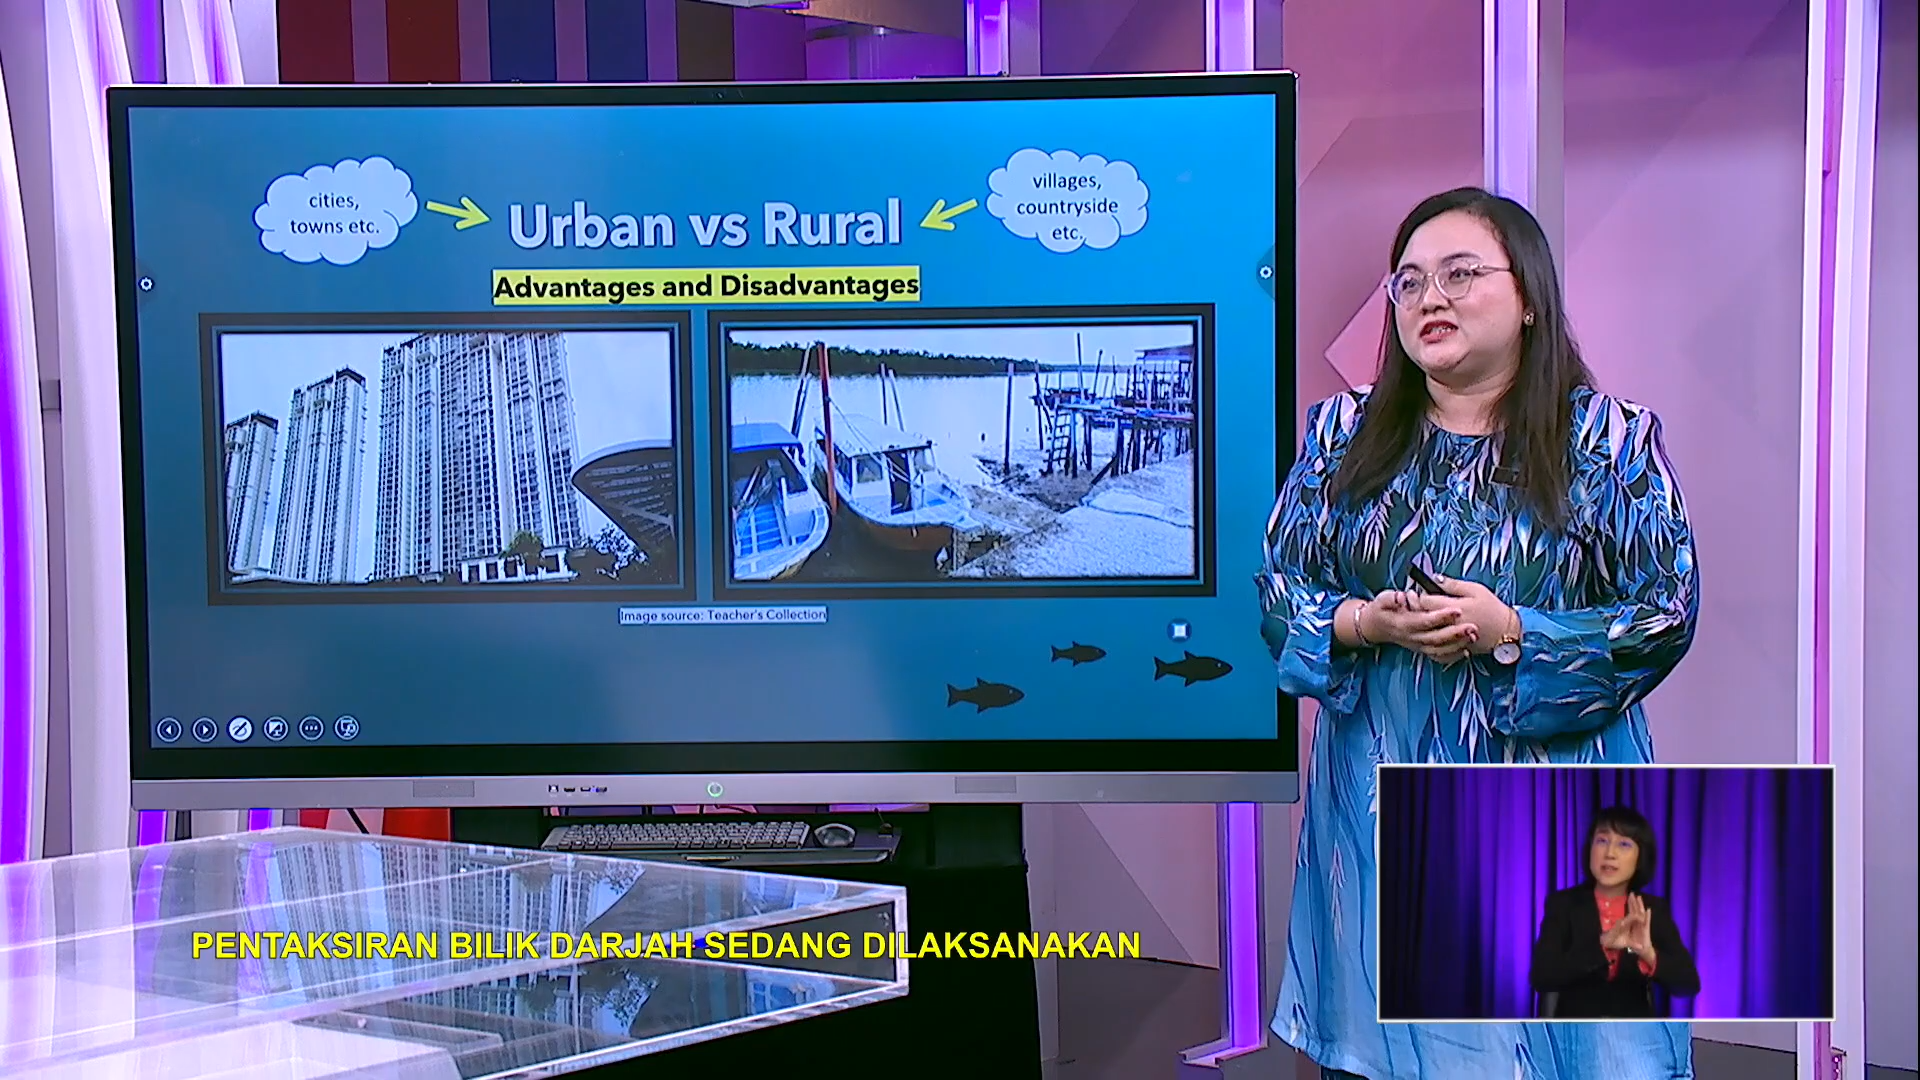 cities,
towns etc.
Urban vs Rural
villages,
countryside
etc.
Advantages and Disadvantages
Image source: Teacher's Collection
PENTAKSIRAN BILIK DARJAH SEDANG DILAKSANAKAN